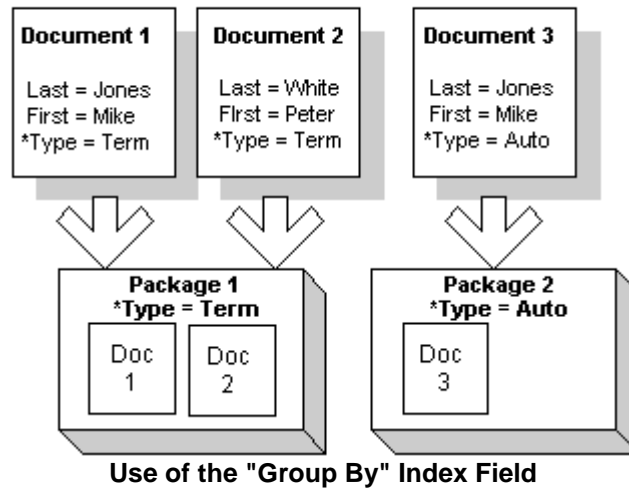 Document 1
Last = Jones
First = Mike
*Type = Term
Document 2
Last = White
FIrst = Peter
*Type = Term
Document 3
Last = Jones
First = Mike
*Type = Auto
Package 1
*Type = Term
Doc
1
Doc
2
Package 2
*Type = Auto
Doc
3
Use of the "Group By" Index Field